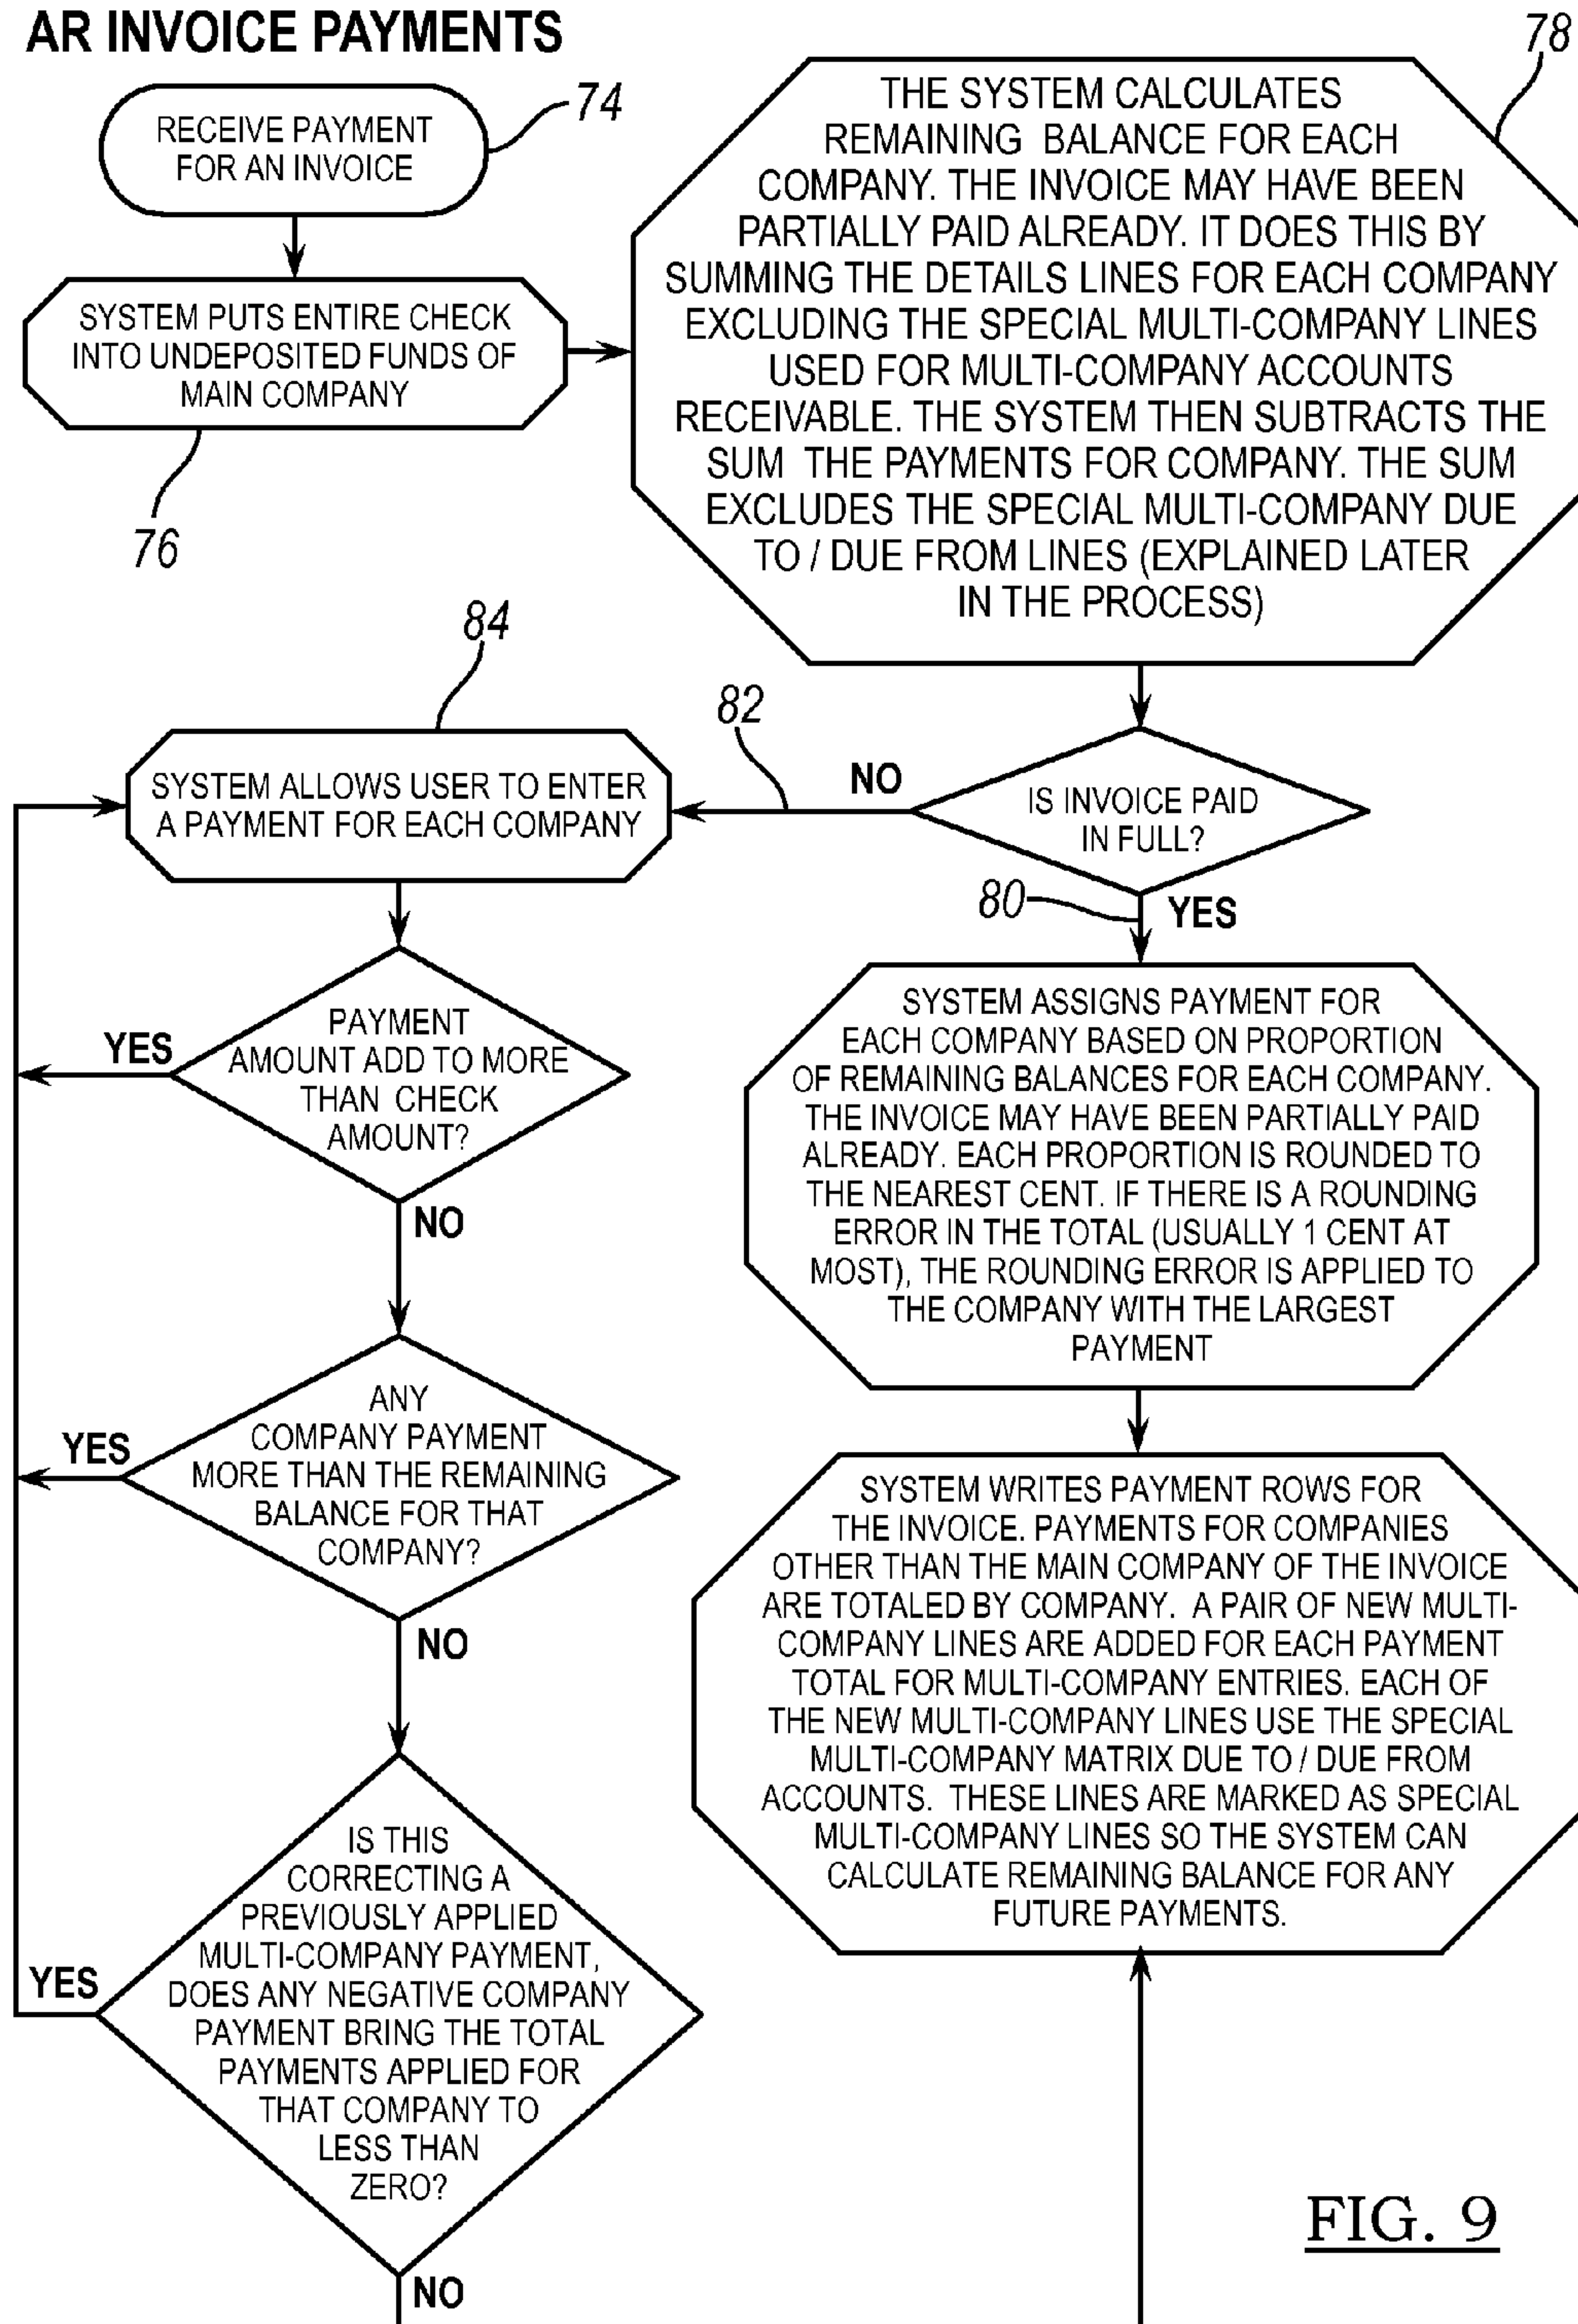 AR INVOICE PAYMENTS
RECEIVE PAYMENT
FOR AN INVOICE
74
SYSTEM PUTS ENTIRE CHECK
INTO UNDEPOSITED FUNDS OF
MAIN COMPANY
76
78
THE SYSTEM CALCULATES
REMAINING BALANCE FOR EACH
COMPANY. THE INVOICE MAY HAVE BEEN
PARTIALLY PAID ALREADY. IT DOES THIS BY
SUMMING THE DETAILS LINES FOR EACH COMPANY
EXCLUDING THE SPECIAL MULTI-COMPANY LINES
USED FOR MULTI-COMPANY ACCOUNTS
RECEIVABLE. THE SYSTEM THEN SUBTRACTS THE
SUM THE PAYMENTS FOR COMPANY. THE SUM
EXCLUDES THE SPECIAL MULTI-COMPANY DUE
TO / DUE FROM LINES (EXPLAINED LATER
IN THE PROCESS)
IS INVOICE PAID
IN FULL?
NO
82
84
SYSTEM ALLOWS USER TO ENTER
A PAYMENT FOR EACH COMPANY
PAYMENT
AMOUNT ADD TO MORE
THAN CHECK
AMOUNT?
YES
NO
ANY
COMPANY PAYMENT
MORE THAN THE REMAINING
BALANCE FOR THAT
COMPANY?
YES
NO
IS THIS
CORRECTING A
PREVIOUSLY APPLIED
MULTI-COMPANY PAYMENT,
DOES ANY NEGATIVE COMPANY
PAYMENT BRING THE TOTAL
PAYMENTS APPLIED FOR
THAT COMPANY TO
LESS THAN
ZERO?
YES
NO
80
YES
SYSTEM ASSIGNS PAYMENT FOR
EACH COMPANY BASED ON PROPORTION
OF REMAINING BALANCES FOR EACH COMPANY.
THE INVOICE MAY HAVE BEEN PARTIALLY PAID
ALREADY. EACH PROPORTION IS ROUNDED TO
THE NEAREST CENT. IF THERE IS A ROUNDING
ERROR IN THE TOTAL (USUALLY 1 CENT AT
MOST), THE ROUNDING ERROR IS APPLIED TO
THE COMPANY WITH THE LARGEST
PAYMENT
SYSTEM WRITES PAYMENT ROWS FOR
THE INVOICE. PAYMENTS FOR COMPANIES
OTHER THAN THE MAIN COMPANY OF THE INVOICE
ARE TOTALED BY COMPANY. A PAIR OF NEW MULTI-
COMPANY LINES ARE ADDED FOR EACH PAYMENT
TOTAL FOR MULTI-COMPANY ENTRIES. EACH OF
THE NEW MULTI-COMPANY LINES USE THE SPECIAL
MULTI-COMPANY MATRIX DUE TO / DUE FROM
ACCOUNTS. THESE LINES ARE MARKED AS SPECIAL
MULTI-COMPANY LINES SO THE SYSTEM CAN
CALCULATE REMAINING BALANCE FOR ANY
FUTURE PAYMENTS.
FIG. 9